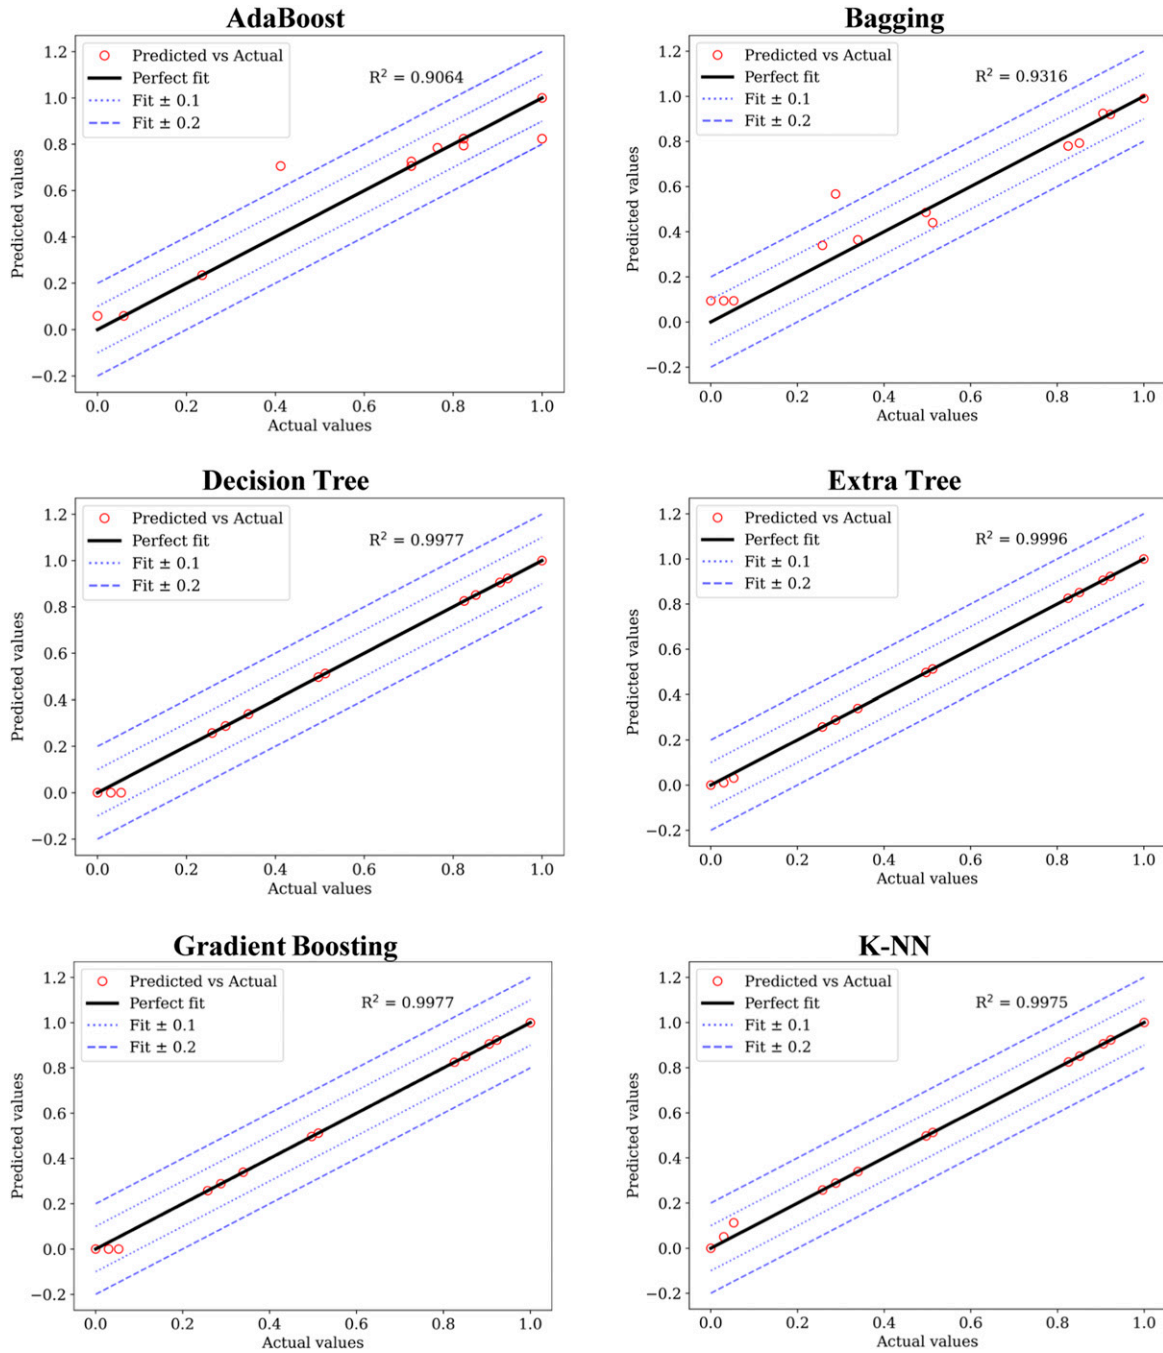 AdaBoost
Predicted vs Actual
Perfect fit
Fit ± 0.1
Fit ± 0.2
R² = 0.9064
Predicted values
1.2
1.0
0.8
0.6
0.4
0.2
0.0
−0.2
0.0 0.2 0.4 0.6 0.8 1.0
Actual values
Bagging
Predicted vs Actual
Perfect fit
Fit ± 0.1
Fit ± 0.2
R² = 0.9316
Predicted values
1.2
1.0
0.8
0.6
0.4
0.2
0.0
−0.2
0.0 0.2 0.4 0.6 0.8 1.0
Actual values
Decision Tree
Predicted vs Actual
Perfect fit
Fit ± 0.1
Fit ± 0.2
R² = 0.9977
Predicted values
1.2
1.0
0.8
0.6
0.4
0.2
0.0
−0.2
0.0 0.2 0.4 0.6 0.8 1.0
Actual values
Extra Tree
Predicted vs Actual
Perfect fit
Fit ± 0.1
Fit ± 0.2
R² = 0.9996
Predicted values
1.2
1.0
0.8
0.6
0.4
0.2
0.0
−0.2
0.0 0.2 0.4 0.6 0.8 1.0
Actual values
Gradient Boosting
Predicted vs Actual
Perfect fit
Fit ± 0.1
Fit ± 0.2
R² = 0.9977
Predicted values
1.2
1.0
0.8
0.6
0.4
0.2
0.0
−0.2
0.0 0.2 0.4 0.6 0.8 1.0
Actual values
K-NN
Predicted vs Actual
Perfect fit
Fit ± 0.1
Fit ± 0.2
R² = 0.9975
Predicted values
1.2
1.0
0.8
0.6
0.4
0.2
0.0
−0.2
0.0 0.2 0.4 0.6 0.8 1.0
Actual values